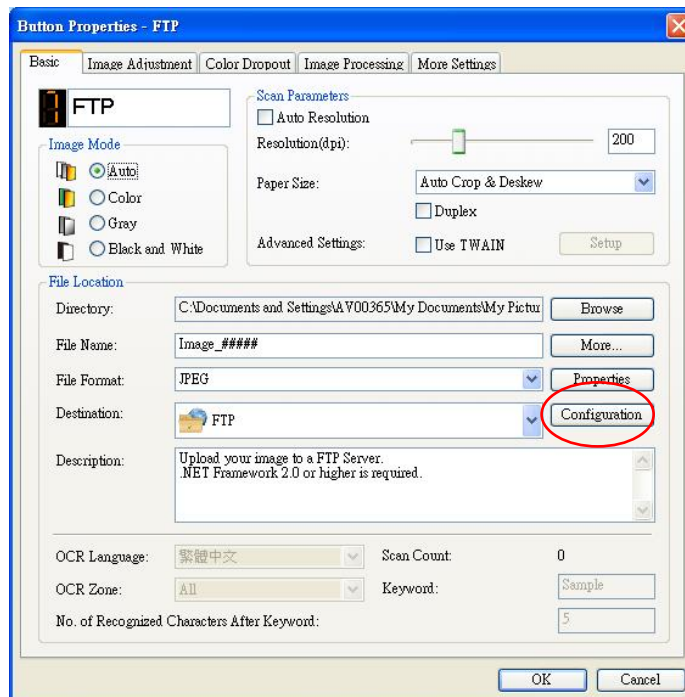 Button Properties - FTP
Basic Image Adjustment Color Dropout Image Processing More Settings
1 FTP
Image Mode
Auto
Color
Gray
Black and White
Scan Parameters
Auto Resolution
Resolution(dpi): 200
Paper Size: Auto Crop & Deskew
Duplex
Advanced Settings: Use TWAIN Setup
File Location
Directory: C:\Documents and Settings\AV00365\My Documents\My Pictur Browse
File Name: Image_##### More...
File Format: JPEG Properties
Destination: FTP Configuration
Description: Upload your image to a FTP Server.
.NET Framework 2.0 or higher is required.
OCR Language: 繁體中文 Scan Count: 0
OCR Zone: All Keyword: Sample
No. of Recognized Characters After Keyword: 5
OK Cancel